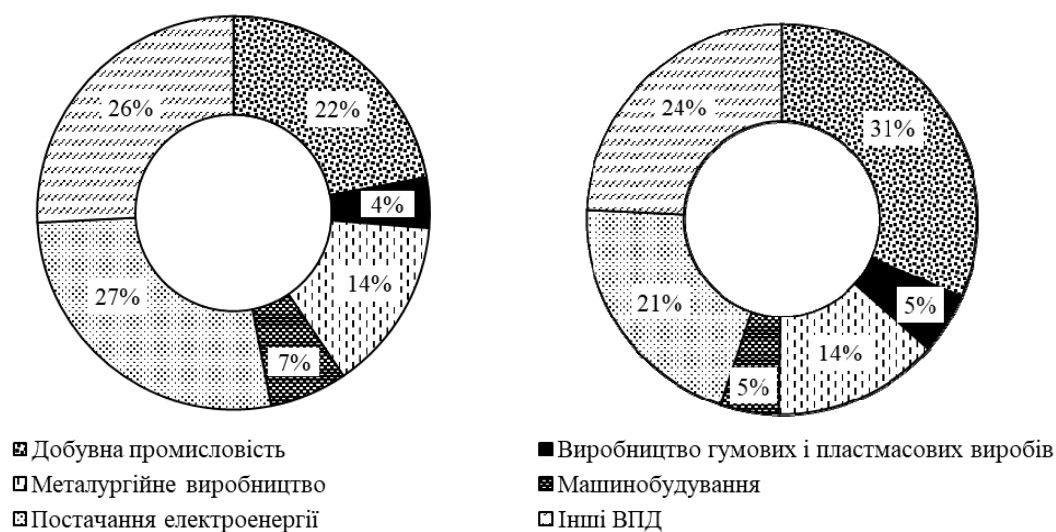 26%
22%
4%
14%
7%
27%
24%
31%
5%
14%
5%
21%
Добувна промисловість
Виробництво гумових і пластмасових виробів
Металургійне виробництво
Машинобудування
Постачання електроенергії
Інші ВПД